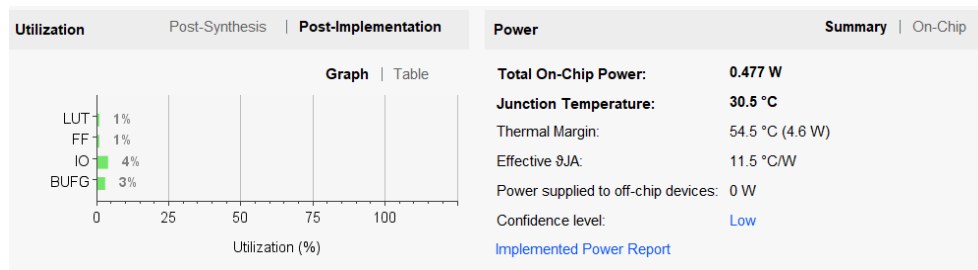 Utilization Post-Synthesis | Post-Implementation
Graph | Table
LUT 1%
FF 1%
IO 4%
BUFG 3%
0 25 50 75 100
Utilization (%)
Power Summary | On-Chip
Total On-Chip Power: 0.477 W
Junction Temperature: 30.5 °C
Thermal Margin: 54.5 °C (4.6 W)
Effective ϑJA: 11.5 °C/W
Power supplied to off-chip devices: 0 W
Confidence level: Low
Implemented Power Report